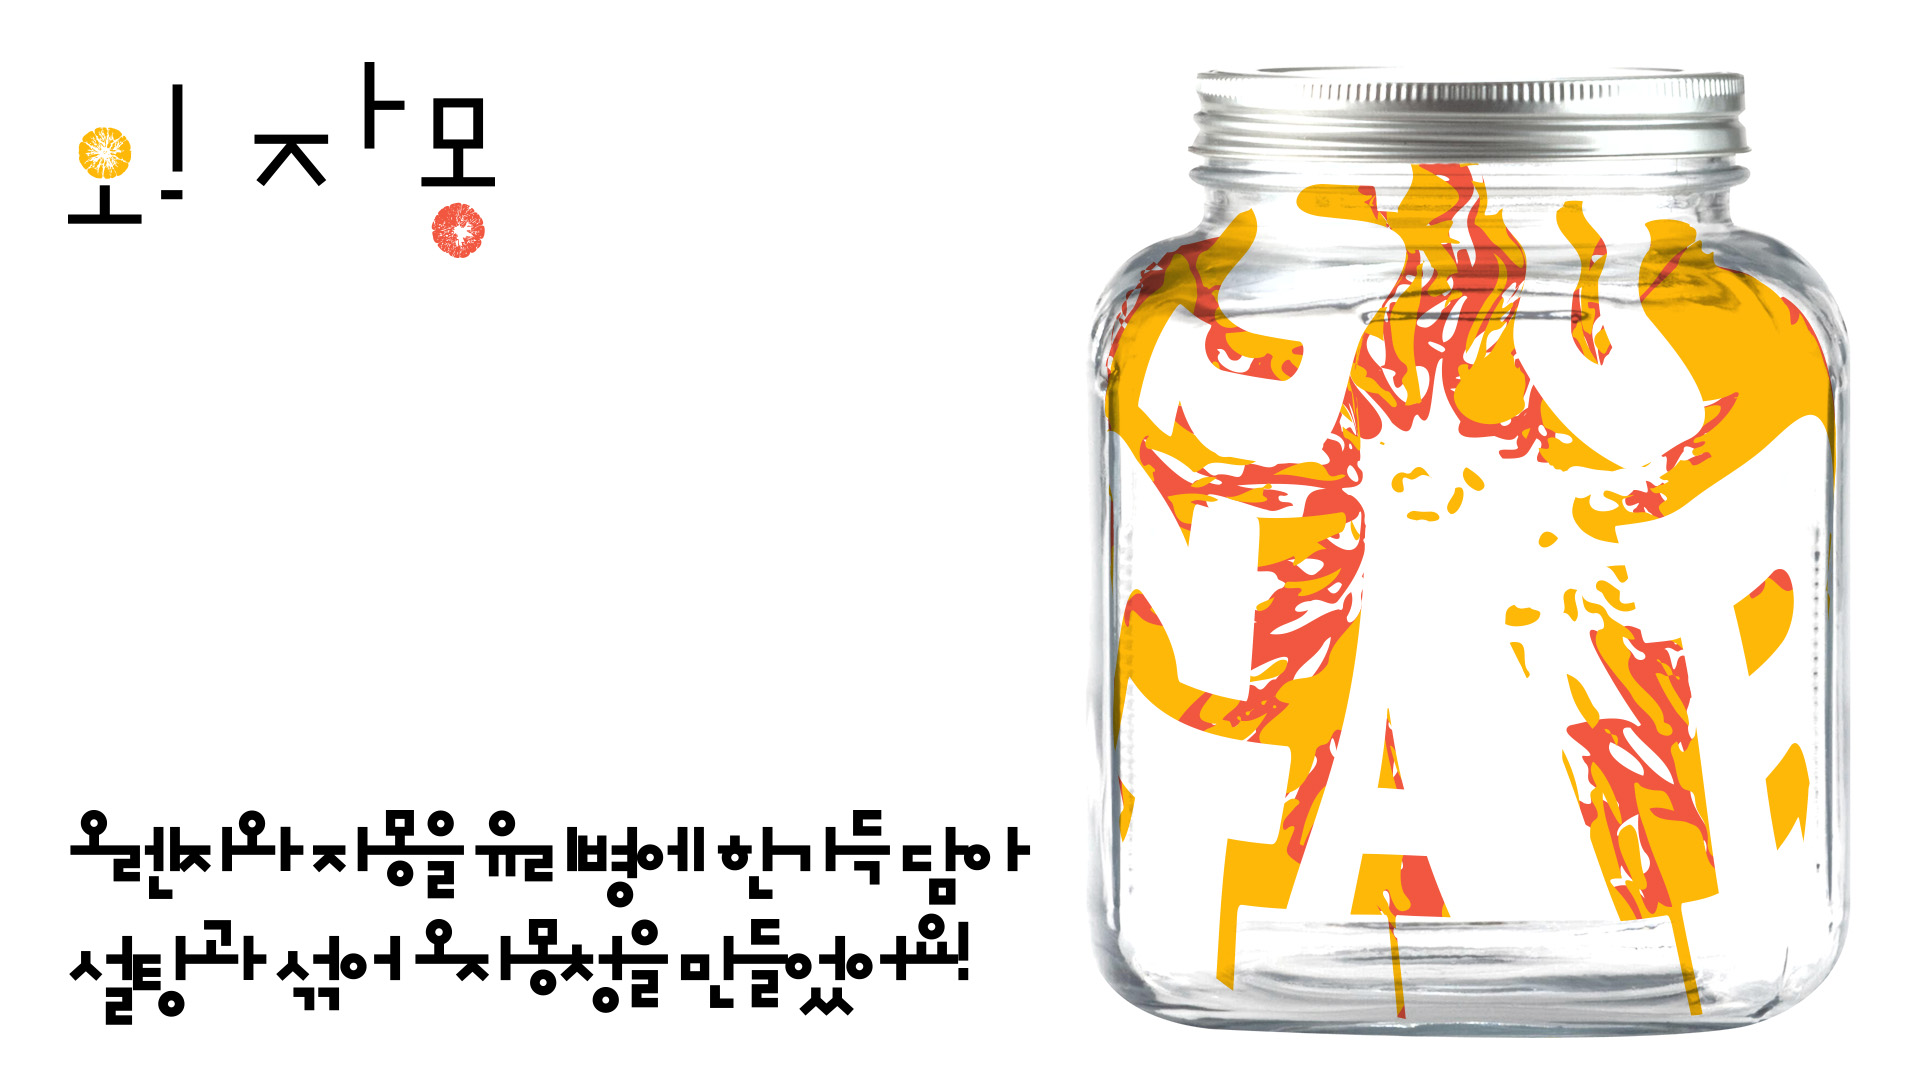 오! 자몽
오렌지와 자몽을 유리병에 한가득 담아
설탕과 섞어 오자몽청을 만들었어요!